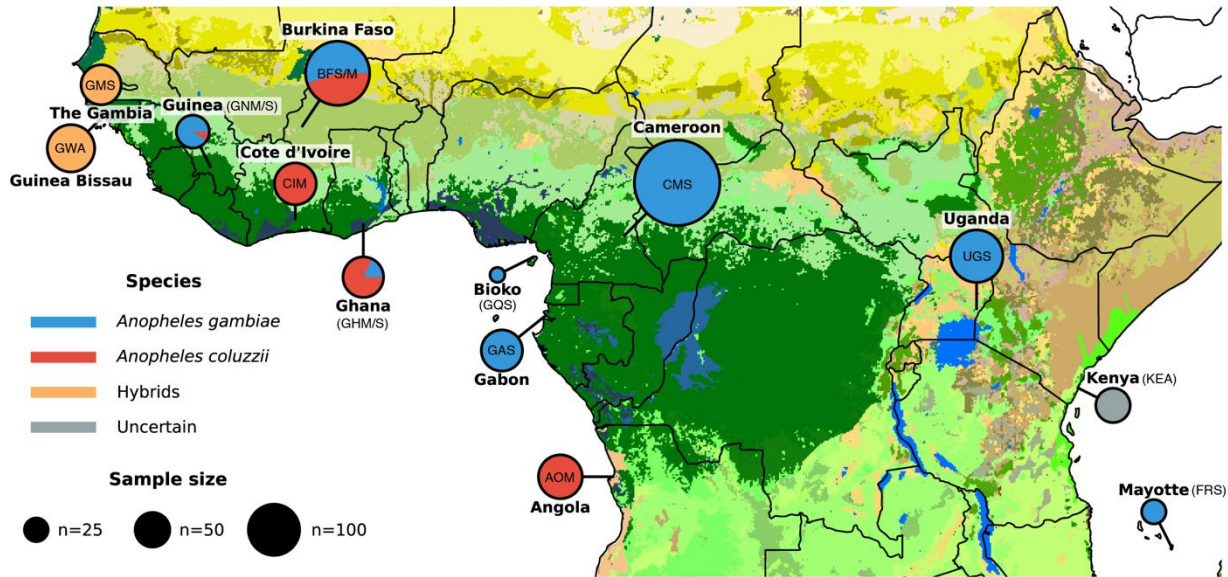 Burkina Faso
BFS/M
GMS
The Gambia
Guinea (GNM/S)
GWA
Guinea Bissau
Cote d'Ivoire
CIM
Cameroon
CMS
Uganda
UGS
Ghana
(GHM/S)
Bioko
(GQS)
GAS
Gabon
Kenya (KEA)
AOM
Angola
Mayotte (FRS)
Species
Anopheles gambiae
Anopheles coluzzii
Hybrids
Uncertain
Sample size
n=25
n=50
n=100